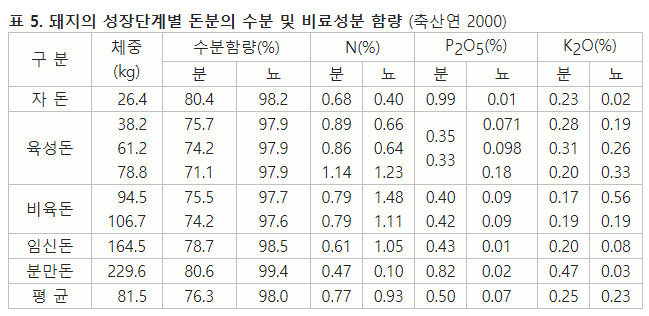 표 5. 돼지의 성장단계별 돈분의 수분 및 비료성분 함량 (축산연 2000)
구 분 체중 (kg) 수분함량(%) N(%) P2O5(%) K2O(%)
분 뇨 분 뇨 분 뇨 분 뇨
자 돈 26.4 80.4 98.2 0.68 0.40 0.99 0.01 0.23 0.02
육성돈 38.2 75.7 97.9 0.89 0.66 0.35 0.071 0.28 0.19
61.2 74.2 97.9 0.86 0.64 0.33 0.098 0.31 0.26
78.8 71.1 97.9 1.14 1.23 0.18 0.20 0.33
비육돈 94.5 75.5 97.7 0.79 1.48 0.40 0.09 0.17 0.56
106.7 74.2 97.6 0.79 1.11 0.42 0.09 0.19 0.19
임신돈 164.5 78.7 98.5 0.61 1.05 0.43 0.01 0.20 0.08
분만돈 229.6 80.6 99.4 0.47 0.10 0.82 0.02 0.47 0.03
평 균 81.5 76.3 98.0 0.77 0.93 0.50 0.07 0.25 0.23